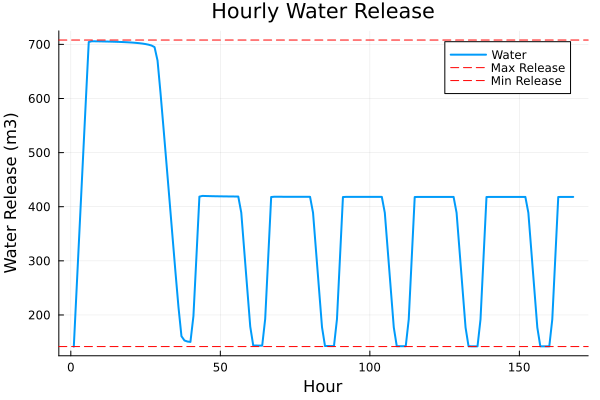 Hourly Water Release
Water Release (m3)
700
600
500
400
300
200
0
50
100
150
Hour
Water
Max Release
Min Release